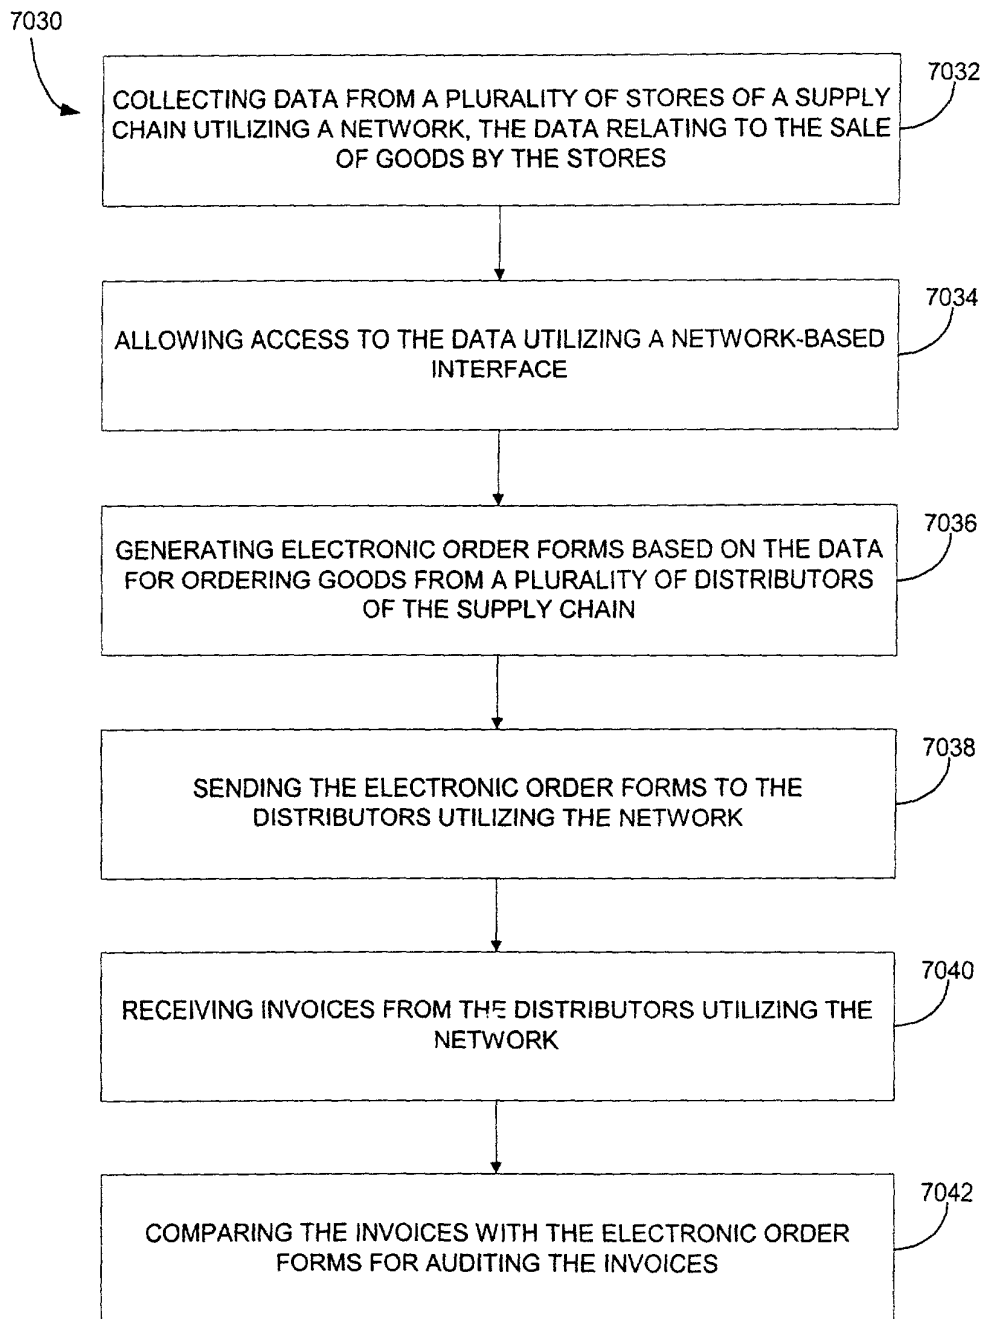 7030
7032
COLLECTING DATA FROM A PLURALITY OF STORES OF A SUPPLY
CHAIN UTILIZING A NETWORK, THE DATA RELATING TO THE SALE
OF GOODS BY THE STORES
7034
ALLOWING ACCESS TO THE DATA UTILIZING A NETWORK-BASED
INTERFACE
7036
GENERATING ELECTRONIC ORDER FORMS BASED ON THE DATA
FOR ORDERING GOODS FROM A PLURALITY OF DISTRIBUTORS
OF THE SUPPLY CHAIN
7038
SENDING THE ELECTRONIC ORDER FORMS TO THE
DISTRIBUTORS UTILIZING THE NETWORK
7040
RECEIVING INVOICES FROM THE DISTRIBUTORS UTILIZING THE
NETWORK
7042
COMPARING THE INVOICES WITH THE ELECTRONIC ORDER
FORMS FOR AUDITING THE INVOICES